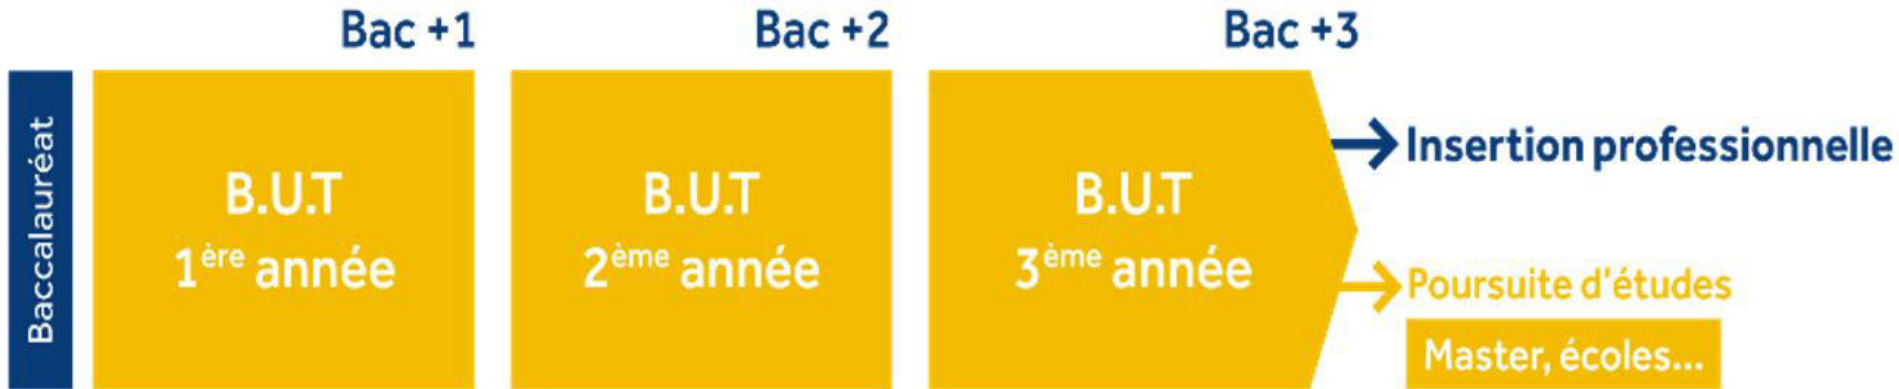 Bac +1
Bac +2
Bac +3
Baccalauréat
B.U.T
1ère année
B.U.T
2ème année
B.U.T
3ème année
Insertion professionnelle
Poursuite d'études
Master, écoles...